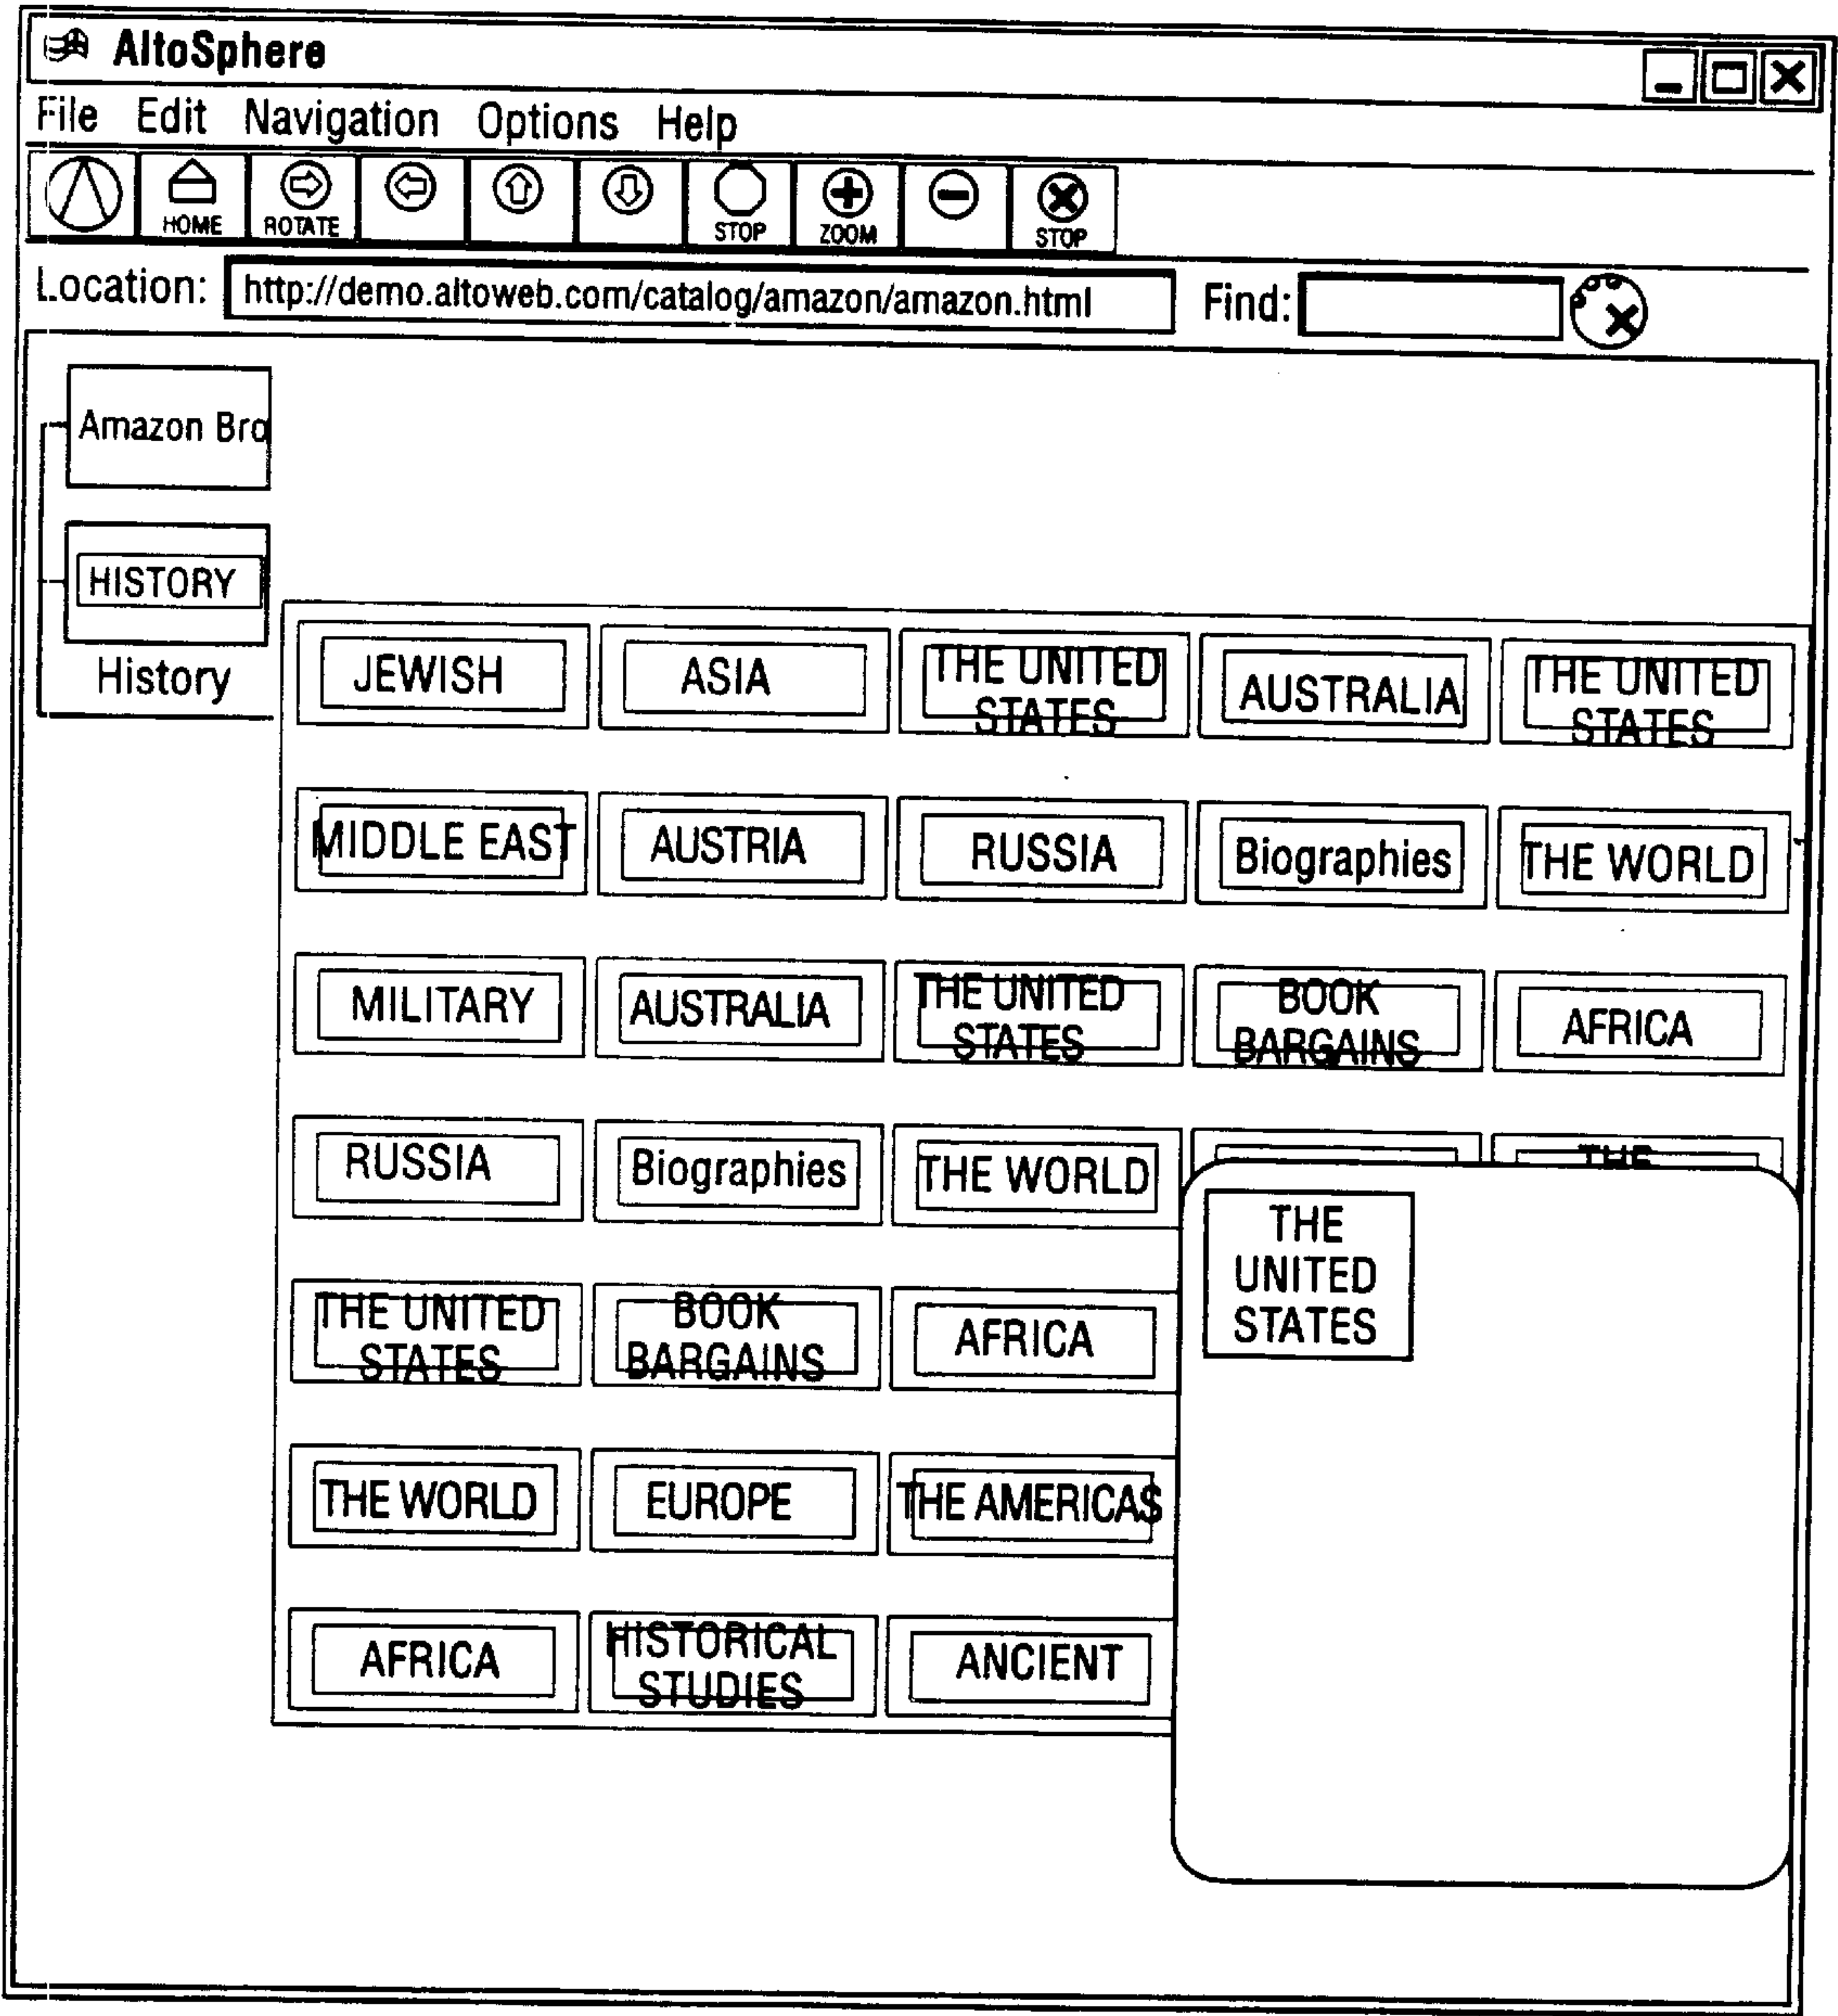 AltoSphere
File Edit Navigation Options Help
HOME ROTATE STOP ZOOM STOP
Location: http://demo.altoweb.com/catalog/amazon/amazon.html Find:
Amazon Bro
HISTORY
History
JEWISH ASIA THE UNITED STATES AUSTRALIA THE UNITED STATES
MIDDLE EAST AUSTRIA RUSSIA Biographies THE WORLD
MILITARY AUSTRALIA THE UNITED STATES BOOK BARGAINS AFRICA
RUSSIA Biographies THE WORLD THE
THE UNITED STATES BOOK BARGAINS AFRICA
THE WORLD EUROPE THE AMERICAS
AFRICA HISTORICAL STUDIES ANCIENT
THE
UNITED
STATES